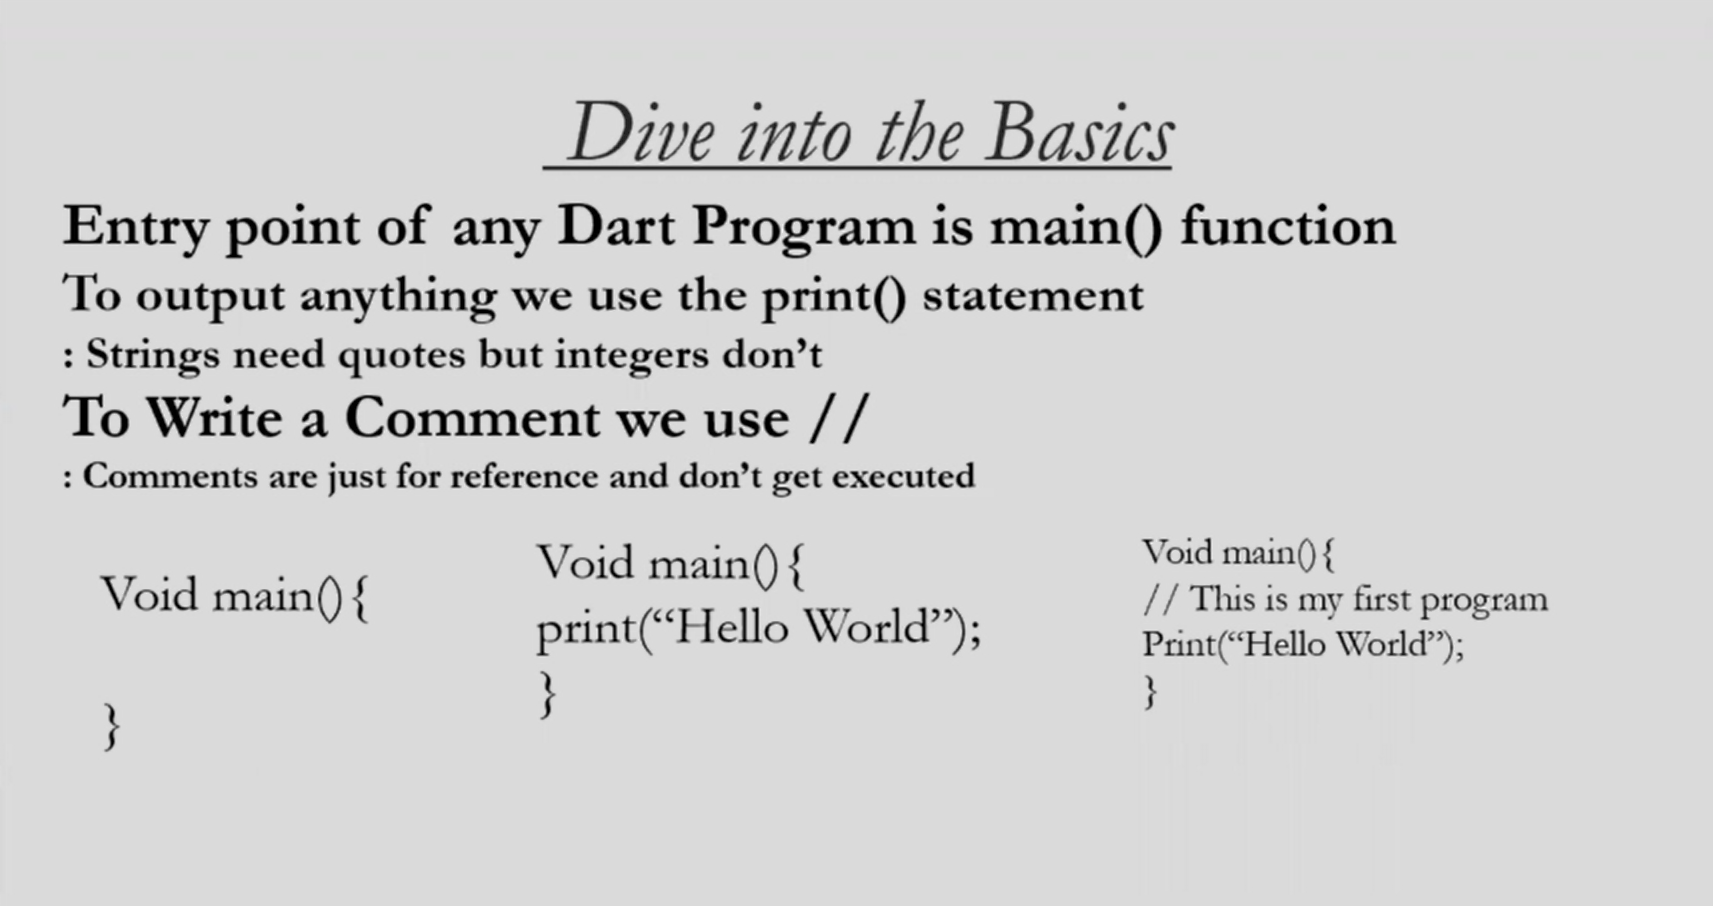 Dive into the Basics
Entry point of any Dart Program is main() function
To output anything we use the print() statement
: Strings need quotes but integers don’t
To Write a Comment we use //
: Comments are just for reference and don’t get executed
Void main(){
}
Void main(){
print(“Hello World”);
}
Void main(){
// This is my first program
Print(“Hello World”);
}